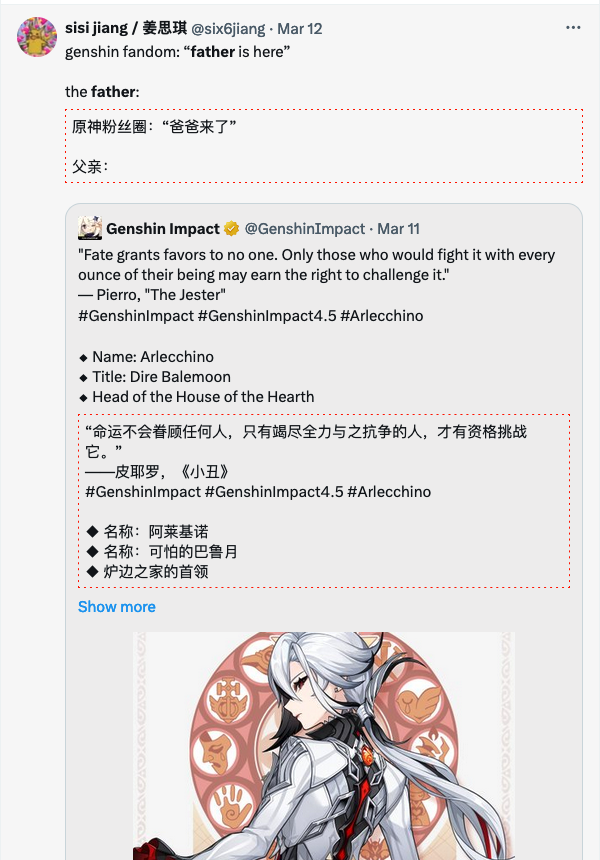 sisi jiang / 姜思琪 @six6jiang · Mar 12
genshin fandom: “father is here”
the father:
原神粉丝圈：“爸爸来了”
父亲：
Genshin Impact @GenshinImpact · Mar 11
"Fate grants favors to no one. Only those who would fight it with every
ounce of their being may earn the right to challenge it."
— Pierro, "The Jester"
#GenshinImpact #GenshinImpact4.5 #Arlecchino
◆ Name: Arlecchino
◆ Title: Dire Balemoon
◆ Head of the House of the Hearth
“命运不会眷顾任何人，只有竭尽全力与之抗争的人，才有资格挑战
它。”
——皮耶罗，《小丑》
#GenshinImpact #GenshinImpact4.5 #Arlecchino
◆ 名称：阿莱基诺
◆ 名称：可怕的巴鲁月
◆ 炉边之家的首领
Show more